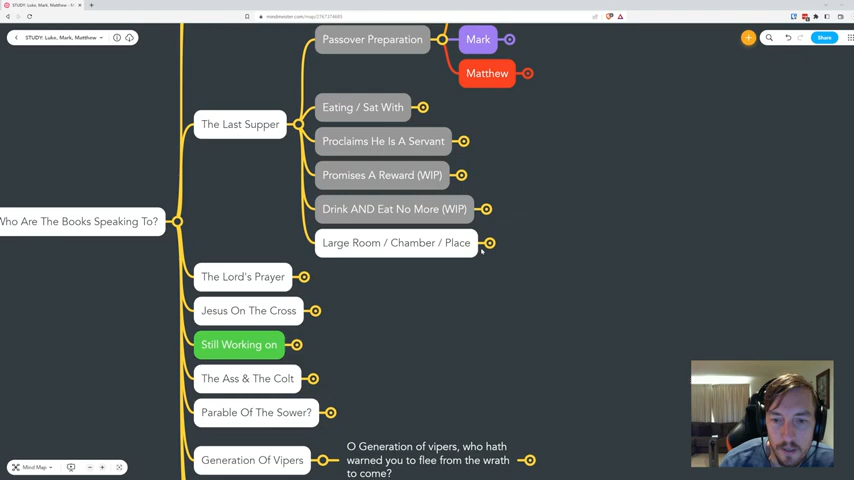 STUDY: Luke, Mark, Matthew - Mi
mindmeister.com/map/2767374685
STUDY: Luke, Mark, Matthew
Share
Passover Preparation
Mark
Matthew
The Last Supper
Eating / Sat With
Proclaims He Is A Servant
Promises A Reward (WIP)
Drink AND Eat No More (WIP)
Large Room / Chamber / Place
Who Are The Books Speaking To?
The Lord's Prayer
Jesus On The Cross
Still Working on
The Ass & The Colt
Parable Of The Sower?
Generation Of Vipers
O Generation of vipers, who hath
warned you to flee from the wrath
to come?
Mind Map